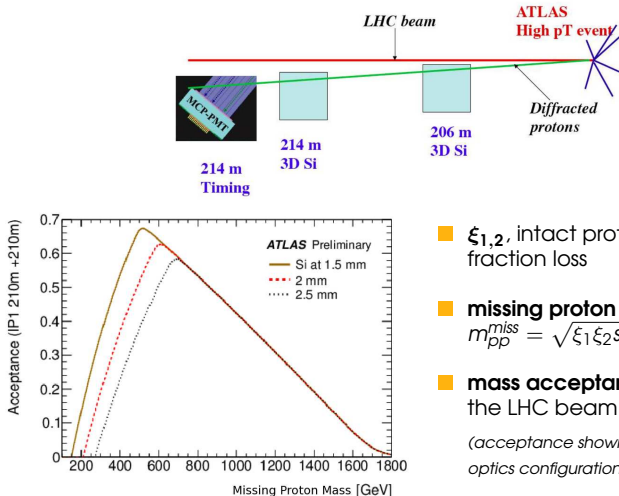 LHC beam
ATLAS
High pT event
Diffracted
protons
MCP-PMT
214 m
3D Si
206 m
3D Si
214 m
Timing
Acceptance (IP1 210m +210m)
0.7
0.6
0.5
0.4
0.3
0.2
0.1
0
200 400 600 800 1000 1200 1400 1600 1800
Missing Proton Mass [GeV]
ATLAS Preliminary
Si at 1.5 mm
2 mm
2.5 mm
ξ1,2, intact prot
fraction loss
missing proton
m_pp^miss = √ξ1ξ2s
mass acceptan
the LHC beam
(acceptance shown
optics configuration